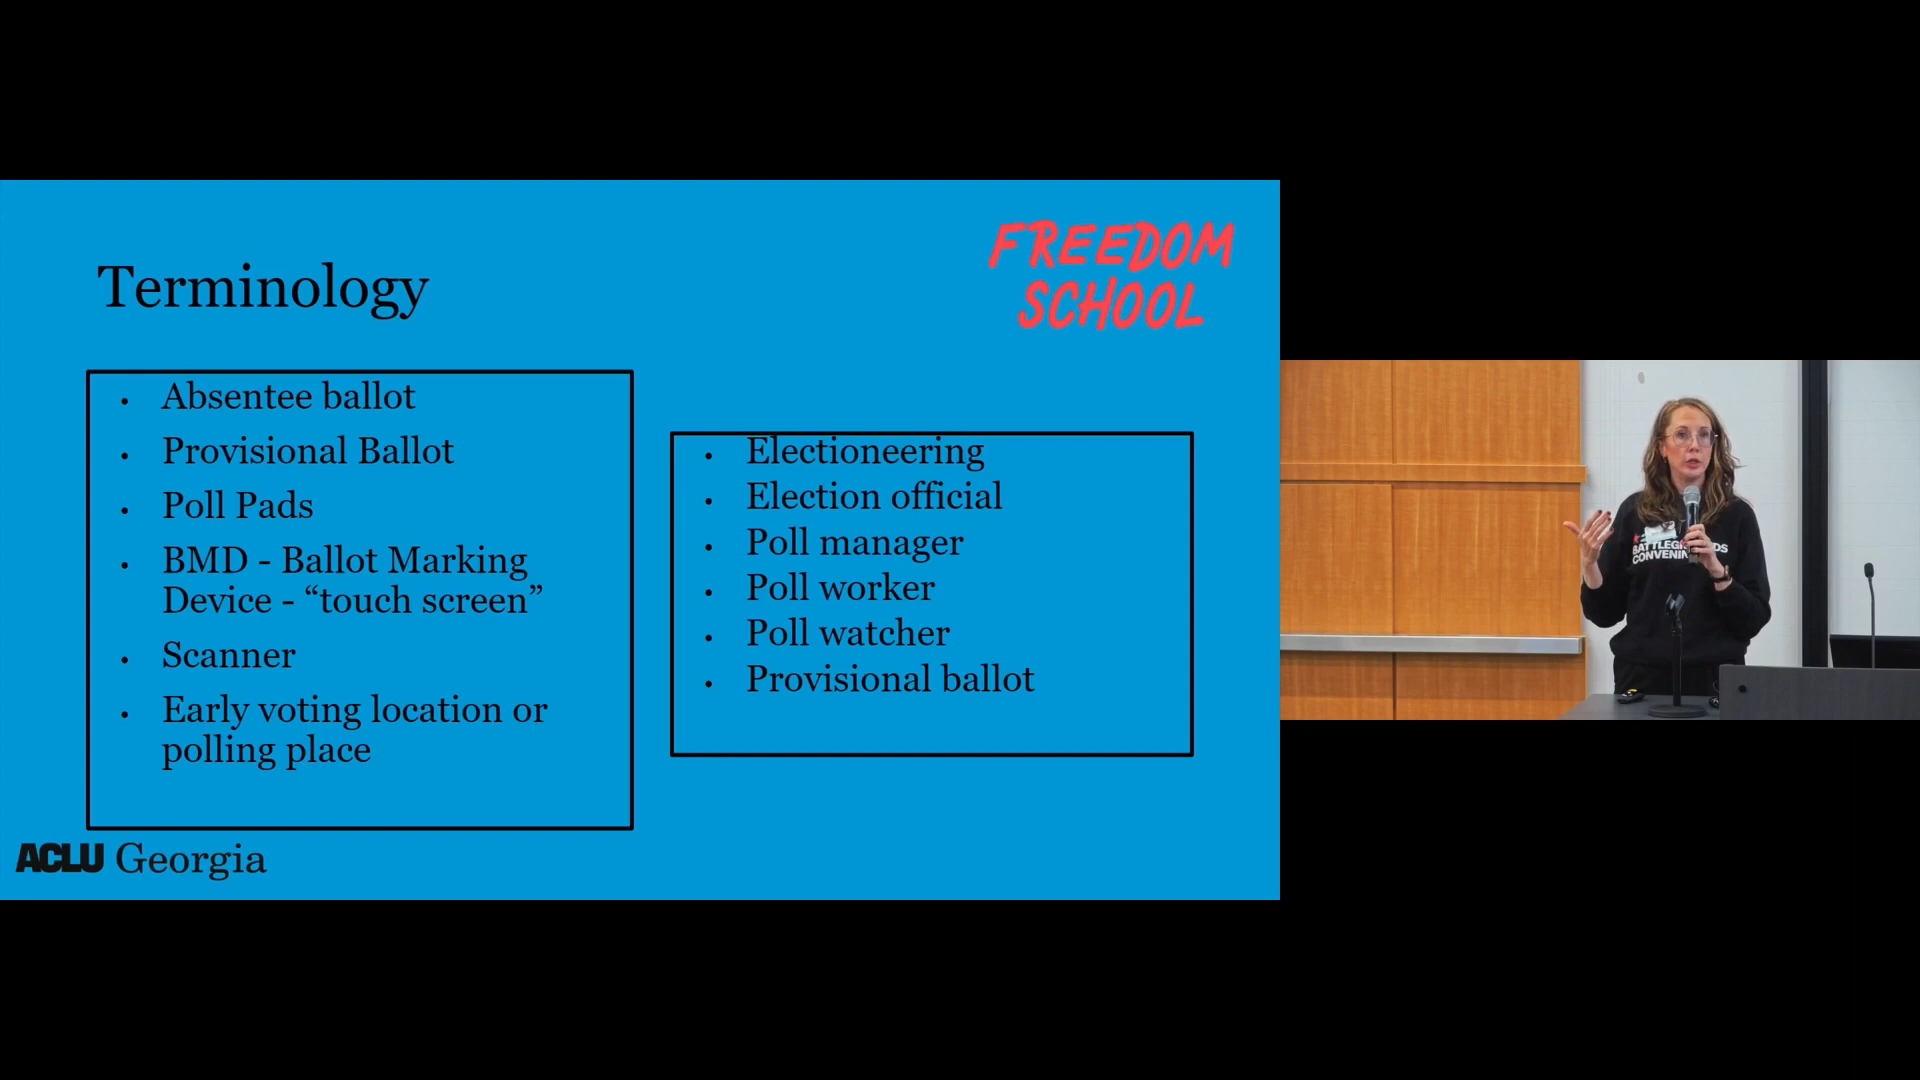 FREEDOM
SCHOOL
Terminology
• Absentee ballot
• Provisional Ballot
• Poll Pads
• BMD - Ballot Marking
Device - “touch screen”
• Scanner
• Early voting location or
polling place
• Electioneering
• Election official
• Poll manager
• Poll worker
• Poll watcher
• Provisional ballot
ACLU Georgia
CONVENIN